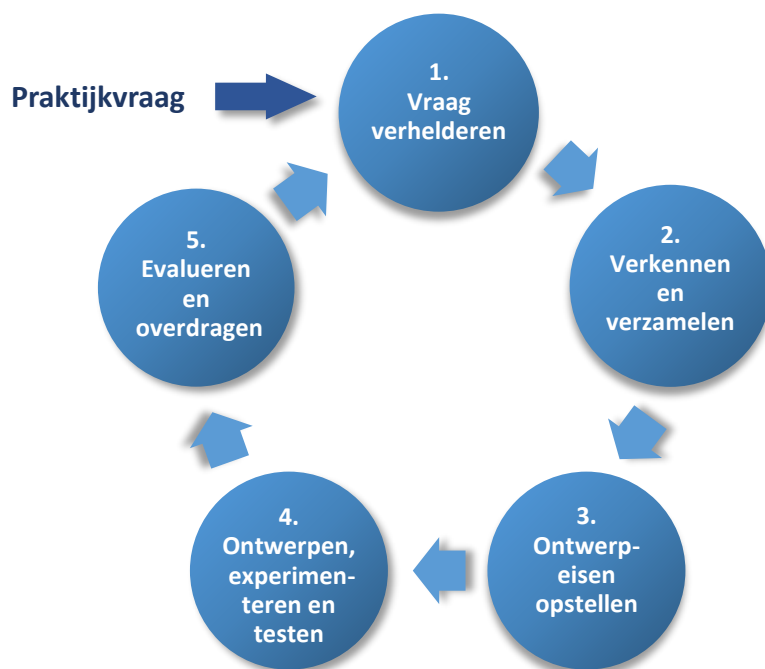 Praktijkvraag
1.
Vraag
verhelderen
2.
Verkennen
en
verzamelen
3.
Ontwerp-
eisen
opstellen
4.
Ontwerpen,
experimen-
teren en
testen
5.
Evalueren
en
overdragen